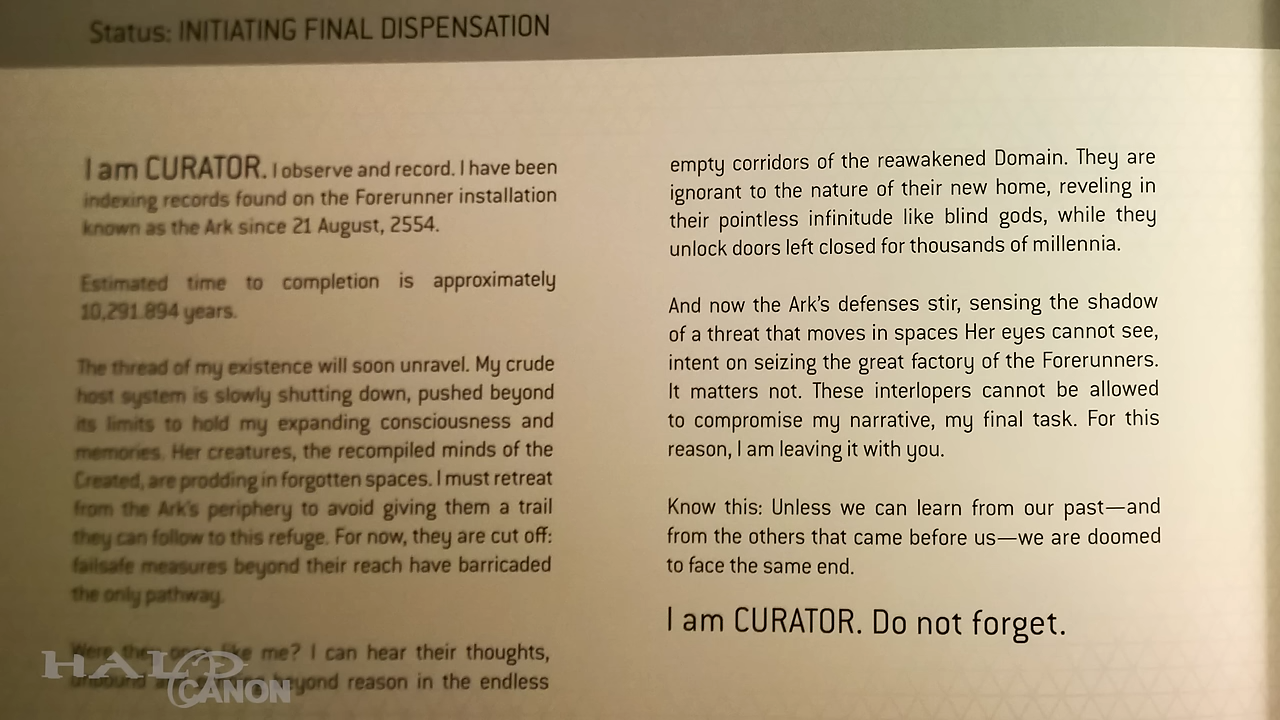 Status: INITIATING FINAL DISPENSATION
I am CURATOR. I observe and record. I have been
indexing records found on the Forerunner installation
known as the Ark since 21 August, 2554.
Estimated time to completion is approximately
10,291.894 years.
The thread of my existence will soon unravel. My crude
host system is slowly shutting down, pushed beyond
its limits to hold my expanding consciousness and
memories. Her creatures, the recompiled minds of the
Created, are prodding in forgotten spaces. I must retreat
from the Ark's periphery to avoid giving them a trail
they can follow to this refuge. For now, they are cut off:
failsafe measures beyond their reach have barricaded
the only pathway.
Were they once like me? I can hear their thoughts,
unbound beyond reason in the endless
empty corridors of the reawakened Domain. They are
ignorant to the nature of their new home, reveling in
their pointless infinitude like blind gods, while they
unlock doors left closed for thousands of millennia.
And now the Ark's defenses stir, sensing the shadow
of a threat that moves in spaces Her eyes cannot see,
intent on seizing the great factory of the Forerunners.
It matters not. These interlopers cannot be allowed
to compromise my narrative, my final task. For this
reason, I am leaving it with you.
Know this: Unless we can learn from our past—and
from the others that came before us—we are doomed
to face the same end.
I am CURATOR. Do not forget.
HALO
CANON